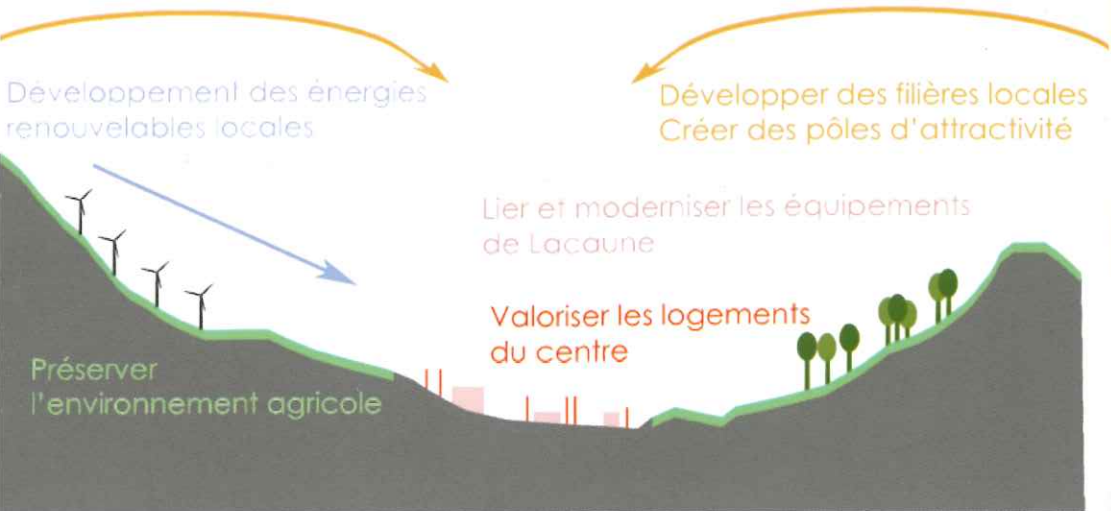 Développement des énergies
renouvelables locales
Développer des filières locales
Créer des pôles d'attractivité
Lier et moderniser les équipements
de Lacaune
Valoriser les logements
du centre
Préserver
l'environnement agricole